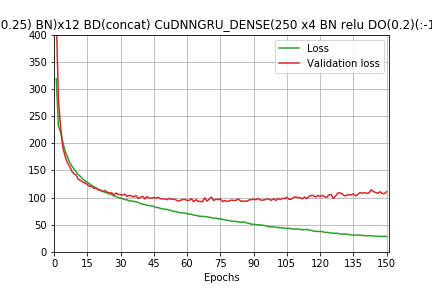 0.25) BN)x12 BD(concat) CuDNNGRU_DENSE(250 x4 BN relu DO(0.2)(:-1
400
350
300
250
200
150
100
50
0
Loss
Validation loss
0 15 30 45 60 75 90 105 120 135 150
Epochs